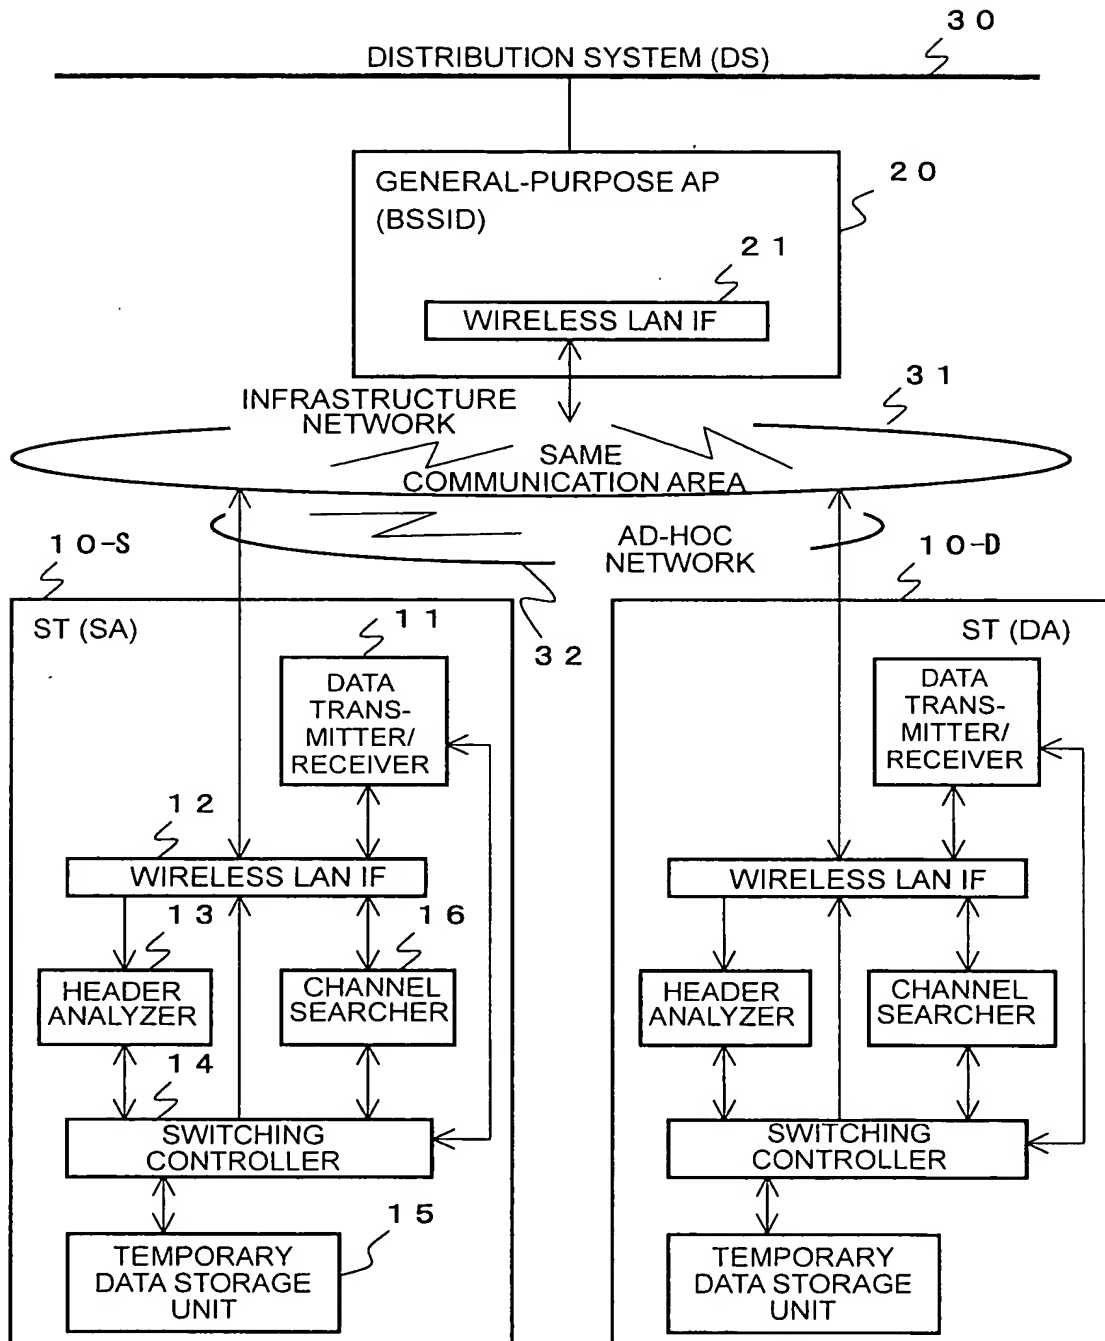 30
DISTRIBUTION SYSTEM (DS)
GENERAL-PURPOSE AP
(BSSID)
20
21
WIRELESS LAN IF
31
INFRASTRUCTURE
NETWORK
SAME
COMMUNICATION AREA
AD-HOC
NETWORK
10-S
10-D
32
ST (SA)
11
DATA
TRANS-
MITTER/
RECEIVER
12
WIRELESS LAN IF
13
16
HEADER
ANALYZER
CHANNEL
SEARCHER
14
SWITCHING
CONTROLLER
15
TEMPORARY
DATA STORAGE
UNIT
ST (DA)
DATA
TRANS-
MITTER/
RECEIVER
WIRELESS LAN IF
HEADER
ANALYZER
CHANNEL
SEARCHER
SWITCHING
CONTROLLER
TEMPORARY
DATA STORAGE
UNIT